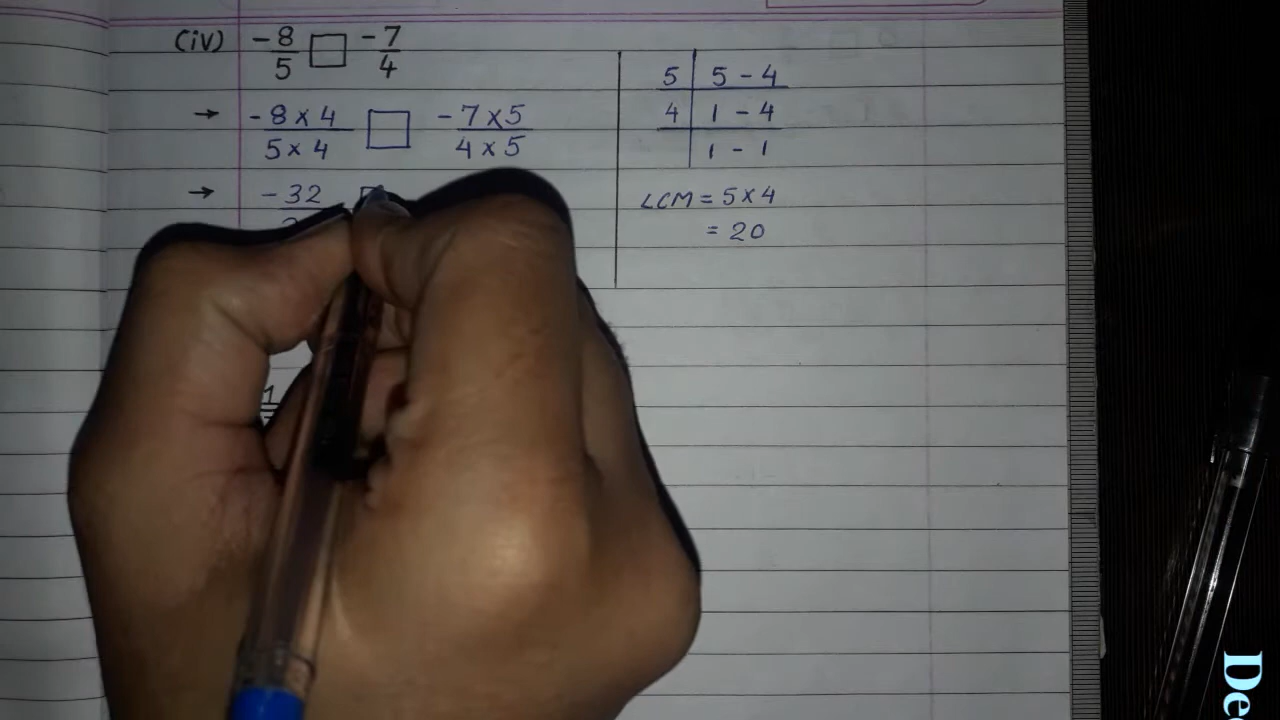 (iv) -8/5 □ -7/4
→ -8 × 4 / 5 × 4 □ -7 × 5 / 4 × 5
→ -32
5 | 5 - 4
4 | 1 - 4
| 1 - 1
LCM = 5 × 4
= 20
De